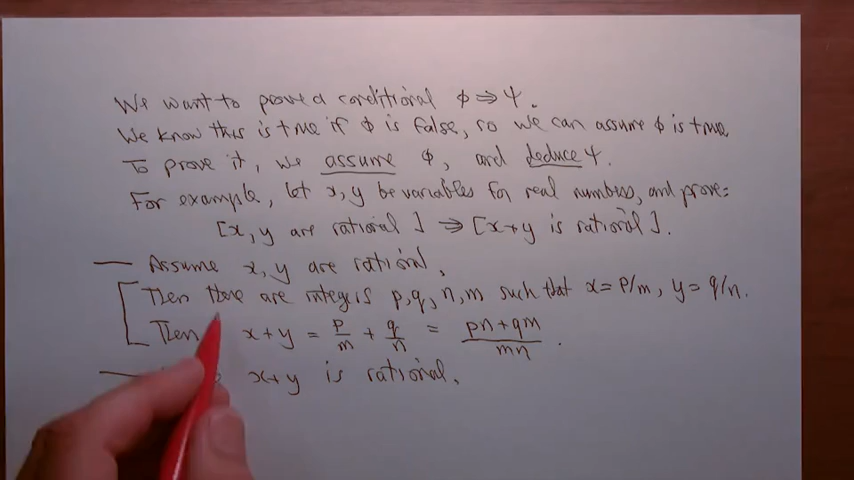 We want to prove a conditional φ ⇒ ψ.
We know this is true if φ is false, so we can assume φ is true.
To prove it, we assume φ, and deduce ψ.
For example, let x, y be variables for real numbers, and prove:
[x, y are rational] ⇒ [x+y is rational].
— Assume x, y are rational.
Then there are integers p, q, n, m such that x = p/m, y = q/n.
Then x+y = p/m + q/n = (pn+qm)/mn.
— x+y is rational.